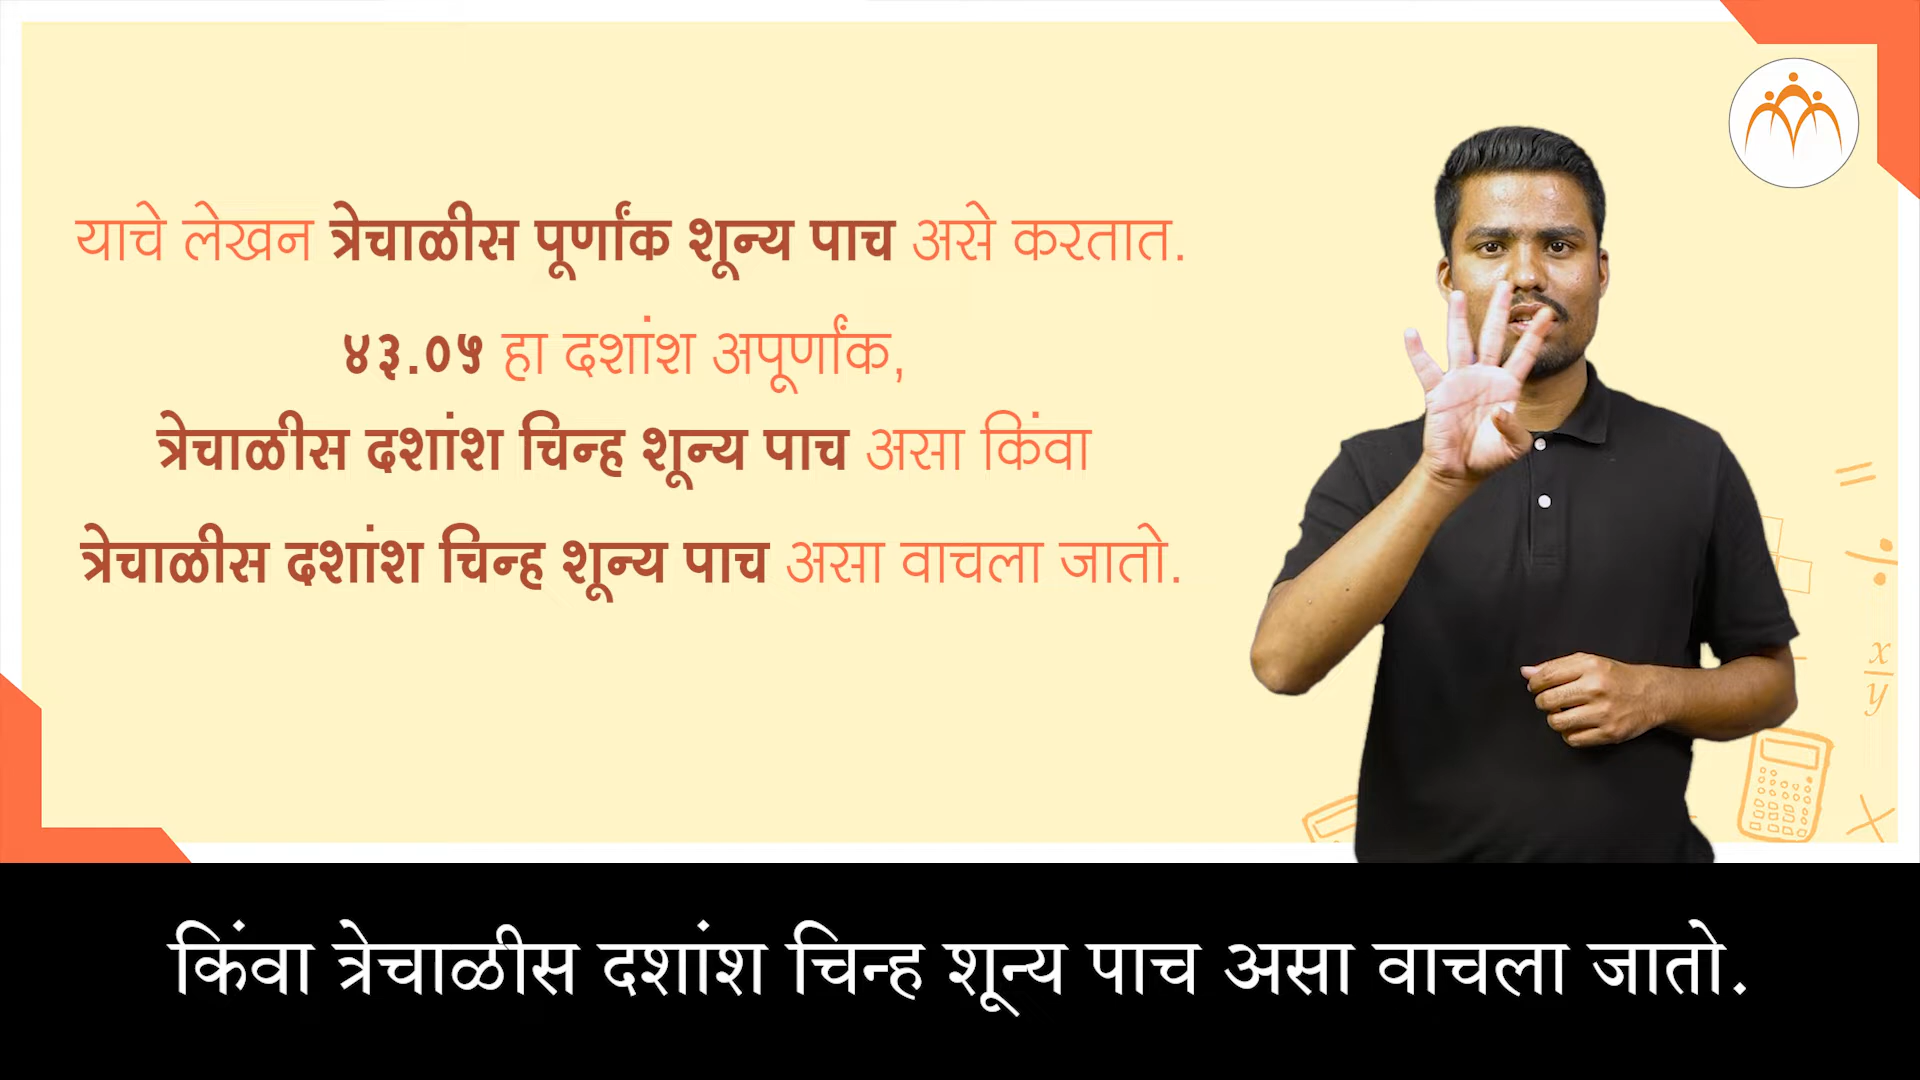 याचे लेखन त्रेचाळीस पूर्णांक शून्य पाच असे करतात.
४३.०५ हा दशांश अपूर्णांक,
त्रेचाळीस दशांश चिन्ह शून्य पाच असा किंवा
त्रेचाळीस दशांश चिन्ह शून्य पाच असा वाचला जातो.
x
y
किंवा त्रेचाळीस दशांश चिन्ह शून्य पाच असा वाचला जातो.